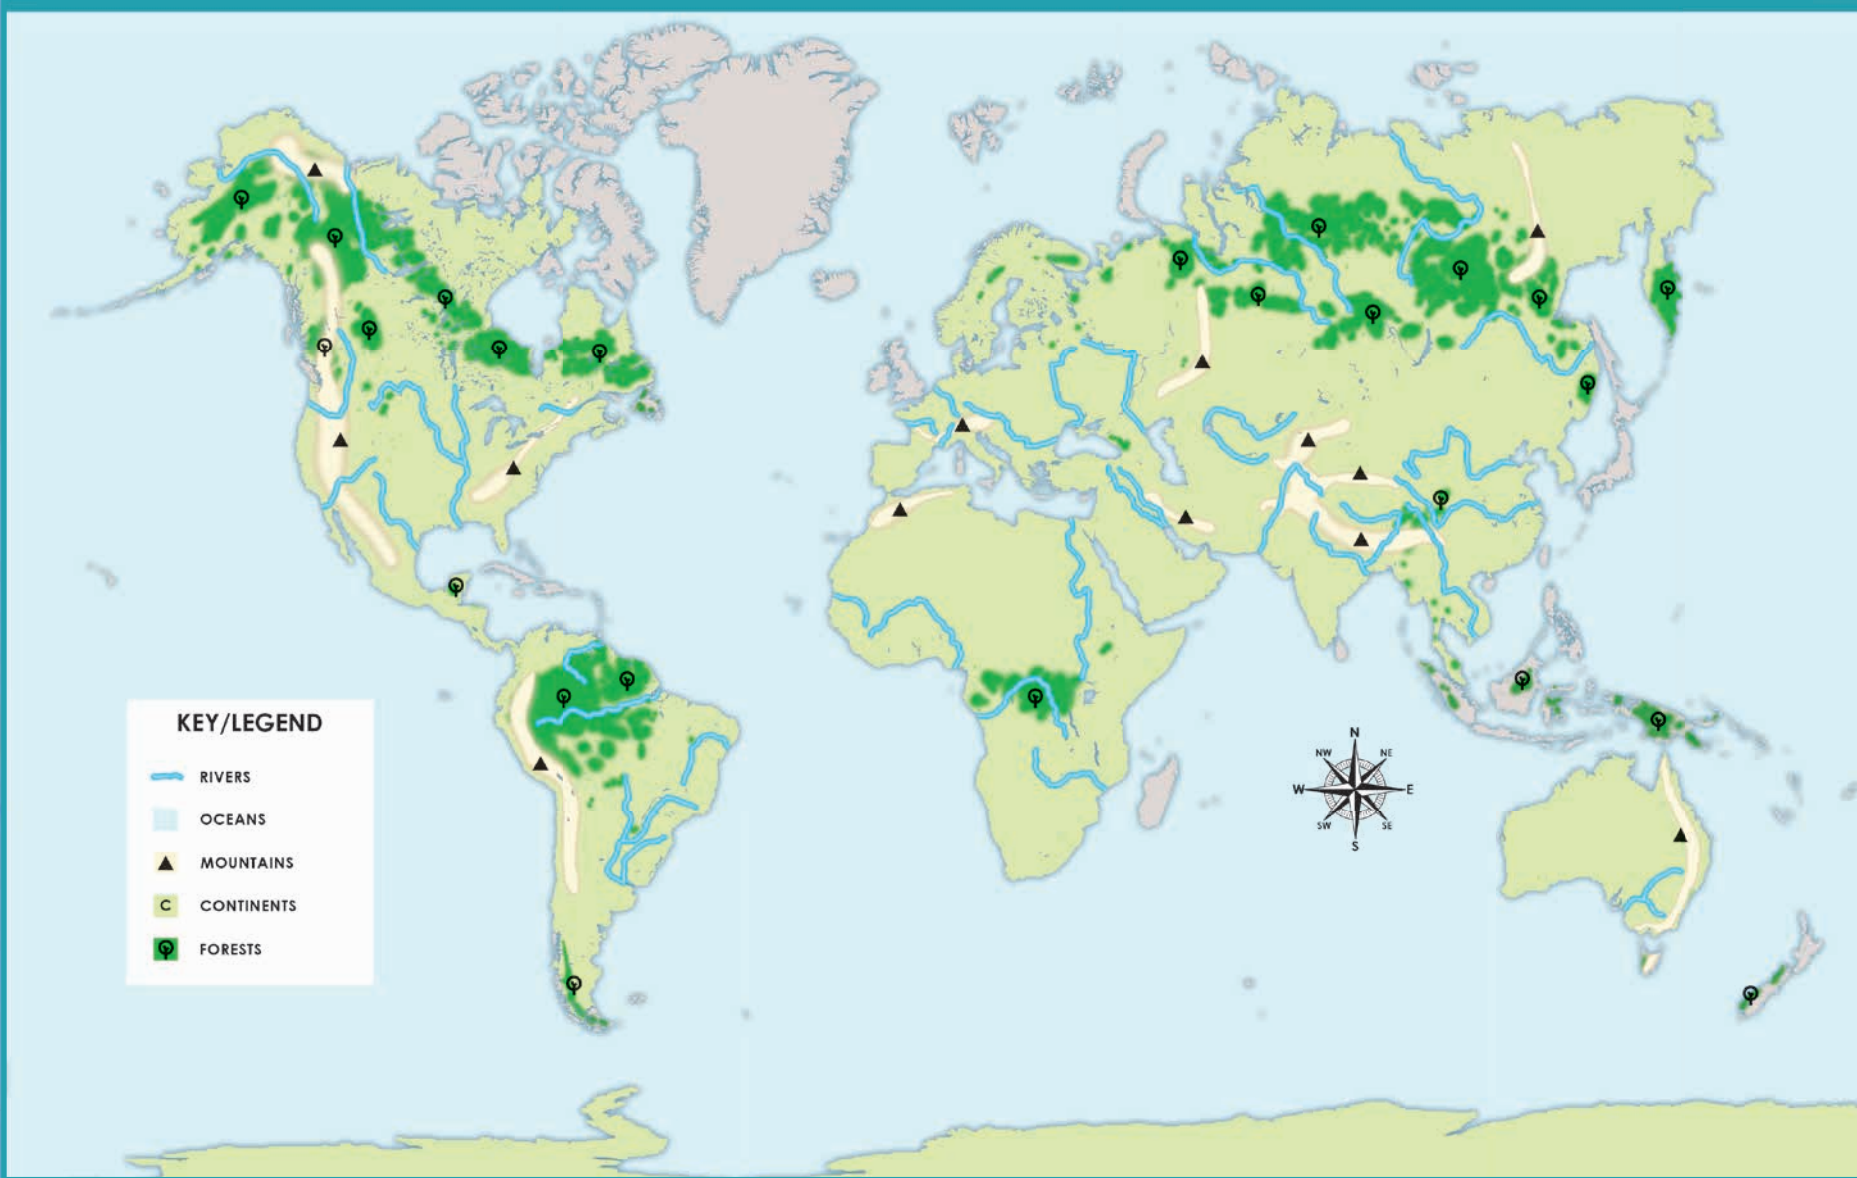 KEY/LEGEND
RIVERS
OCEANS
MOUNTAINS
C CONTINENTS
FORESTS
N
NW NE
W E
SW SE
S